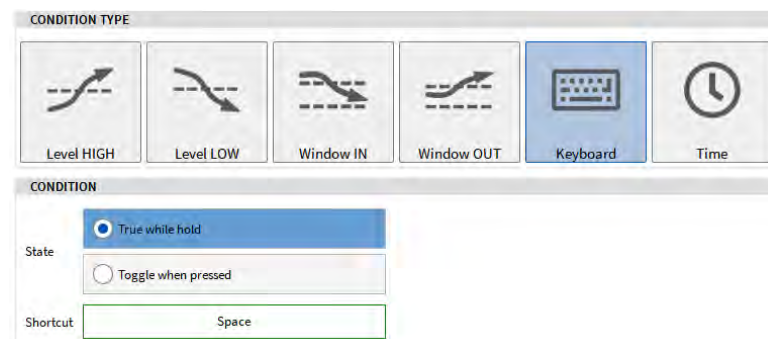 CONDITION TYPE
Level HIGH Level LOW Window IN Window OUT Keyboard Time
CONDITION
State
True while hold
Toggle when pressed
Shortcut Space